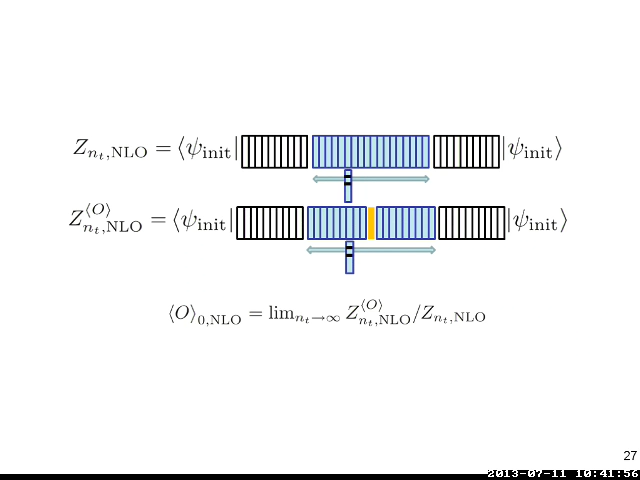 Z_{n_t,NLO} = ⟨ψ_init| |ψ_init⟩
Z^{⟨O⟩}_{n_t,NLO} = ⟨ψ_init| |ψ_init⟩
⟨O⟩_{0,NLO} = lim_{n_t→∞} Z^{⟨O⟩}_{n_t,NLO}/Z_{n_t,NLO}
27
2013-07-11 10:41:56